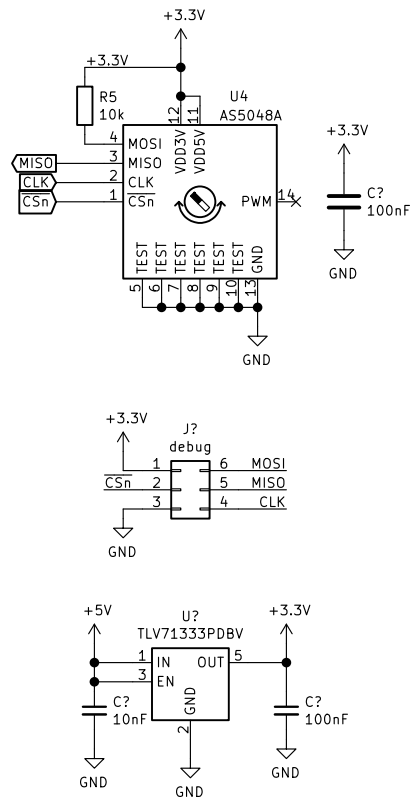 +3.3V
+3.3V
R5
10k
U4
AS5048A
12
11
VDD3V
VDD5V
4 MOSI
MISO 3 MISO
CLK 2 CLK
CSn 1 CSn
PWM 14
TEST TEST TEST TEST TEST TEST GND
5 6 7 8 9 10 13
GND
+3.3V
C?
100nF
GND
+3.3V
J?
debug
1 6 MOSI
CSn 2 5 MISO
3 4 CLK
GND
+5V
U?
TLV71333PDBV
+3.3V
1 IN OUT 5
3 EN
GND
2
C?
10nF
C?
100nF
GND
GND
GND